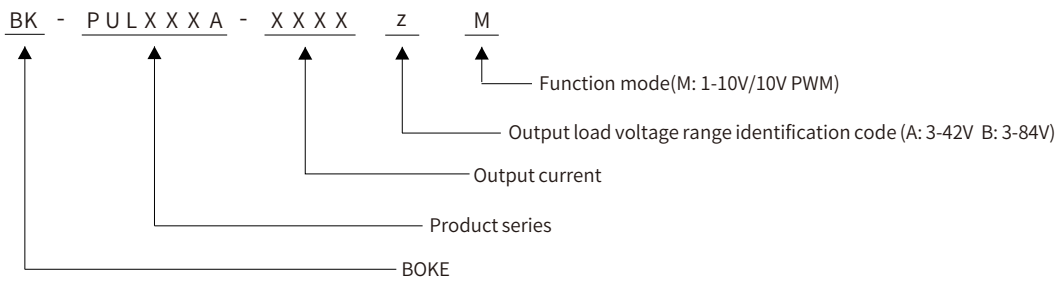 BK - PULXXXA - XXXX z M
Function mode(M: 1-10V/10V PWM)
Output load voltage range identification code (A: 3-42V B: 3-84V)
Output current
Product series
BOKE